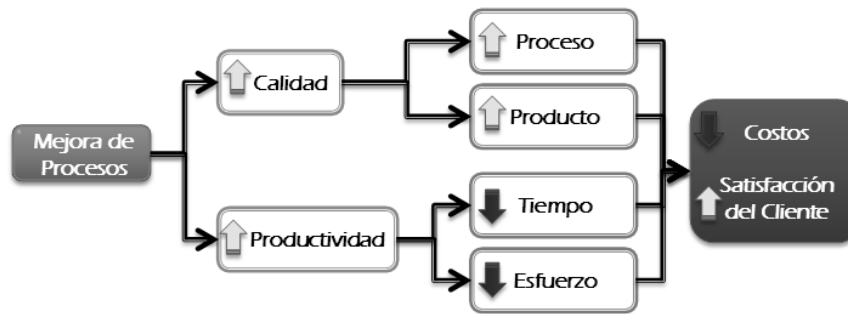 Mejora de
Procesos
Calidad
Productividad
Proceso
Producto
Tiempo
Esfuerzo
Costos
Satisfacción
del Cliente